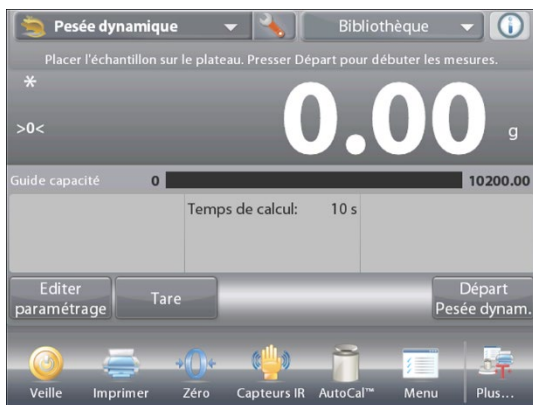 Pesée dynamique
Bibliothèque
Placer l'échantillon sur le plateau. Presser Départ pour débuter les mesures.
*
>0<
0.00 g
Guide capacité 0 10200.00
Temps de calcul: 10 s
Editer
paramétrage
Tare
Départ
Pesée dynam.
Veille Imprimer Zéro Capteurs IR AutoCal™ Menu Plus...